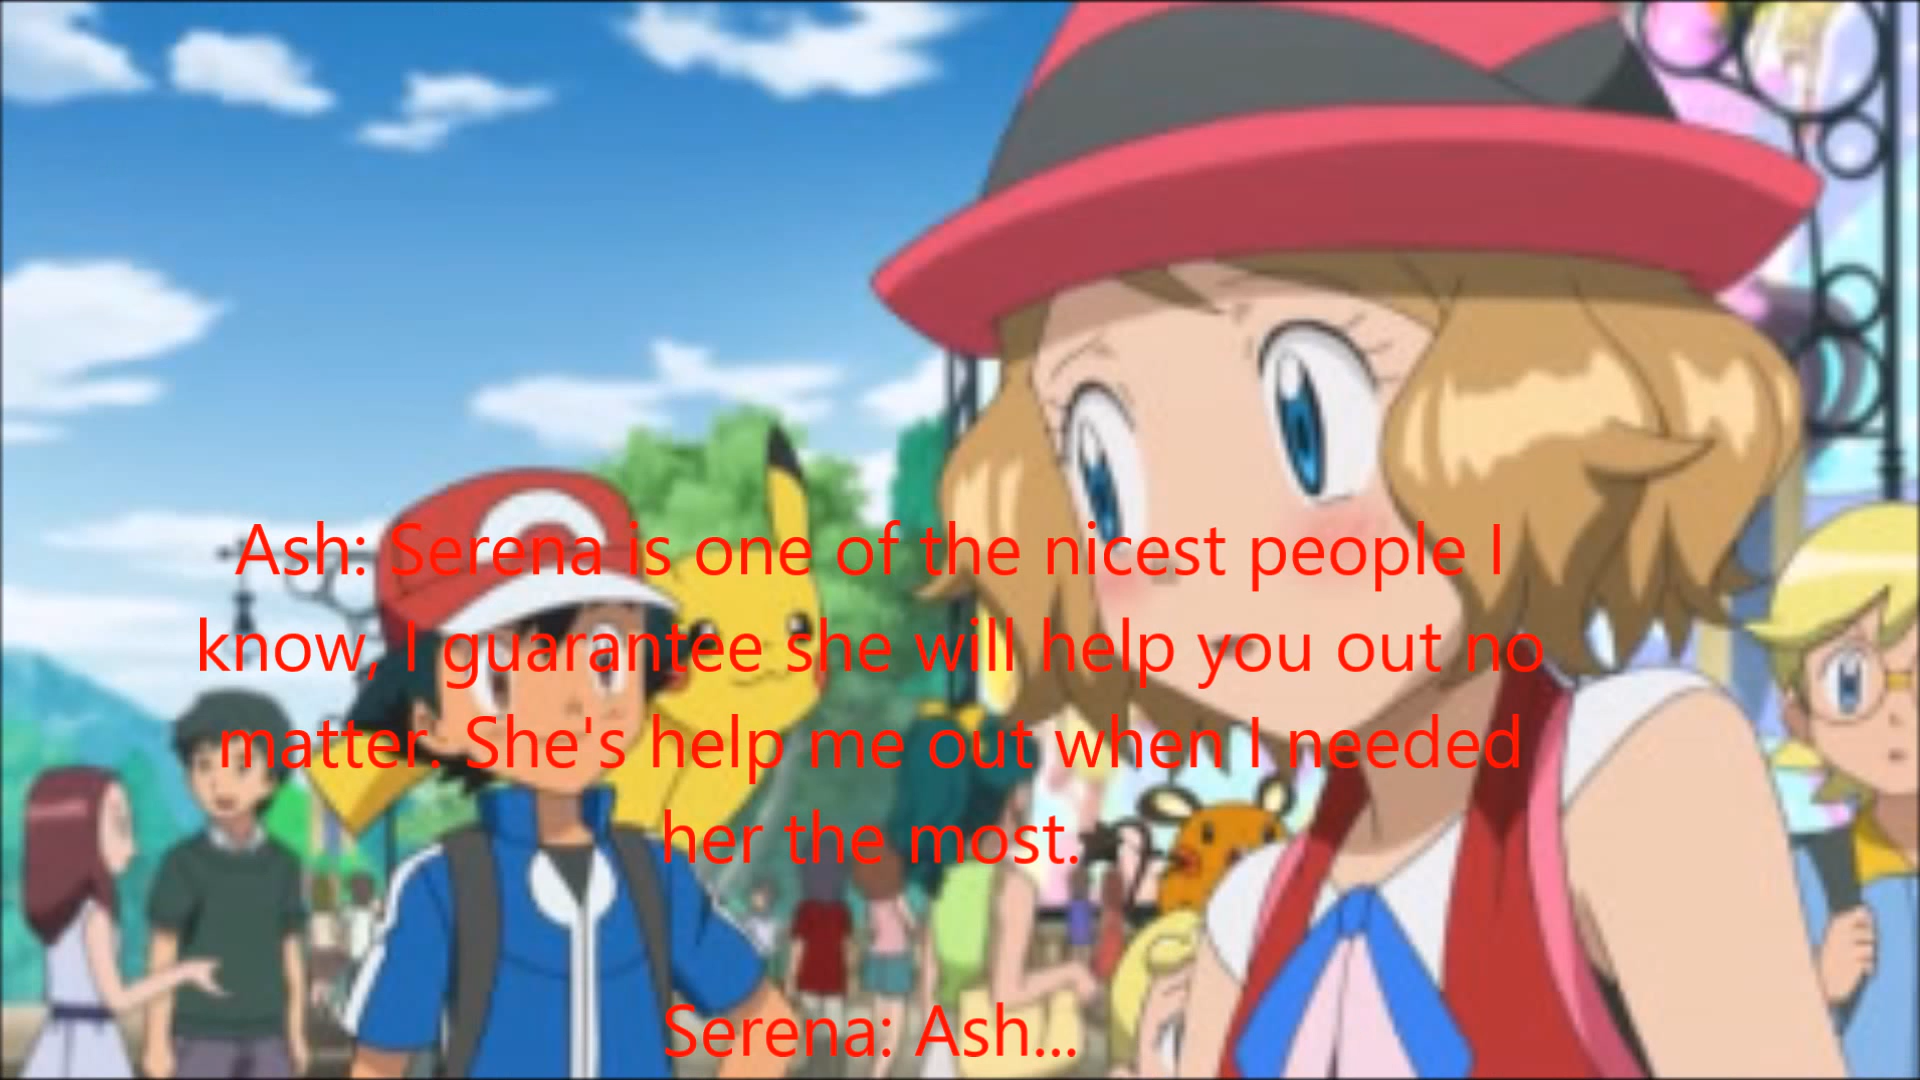 Ash: Serena is one of the nicest people I
know, I guarantee she will help you out no
matter. She's help me out when I needed
her the most.
Serena: Ash...